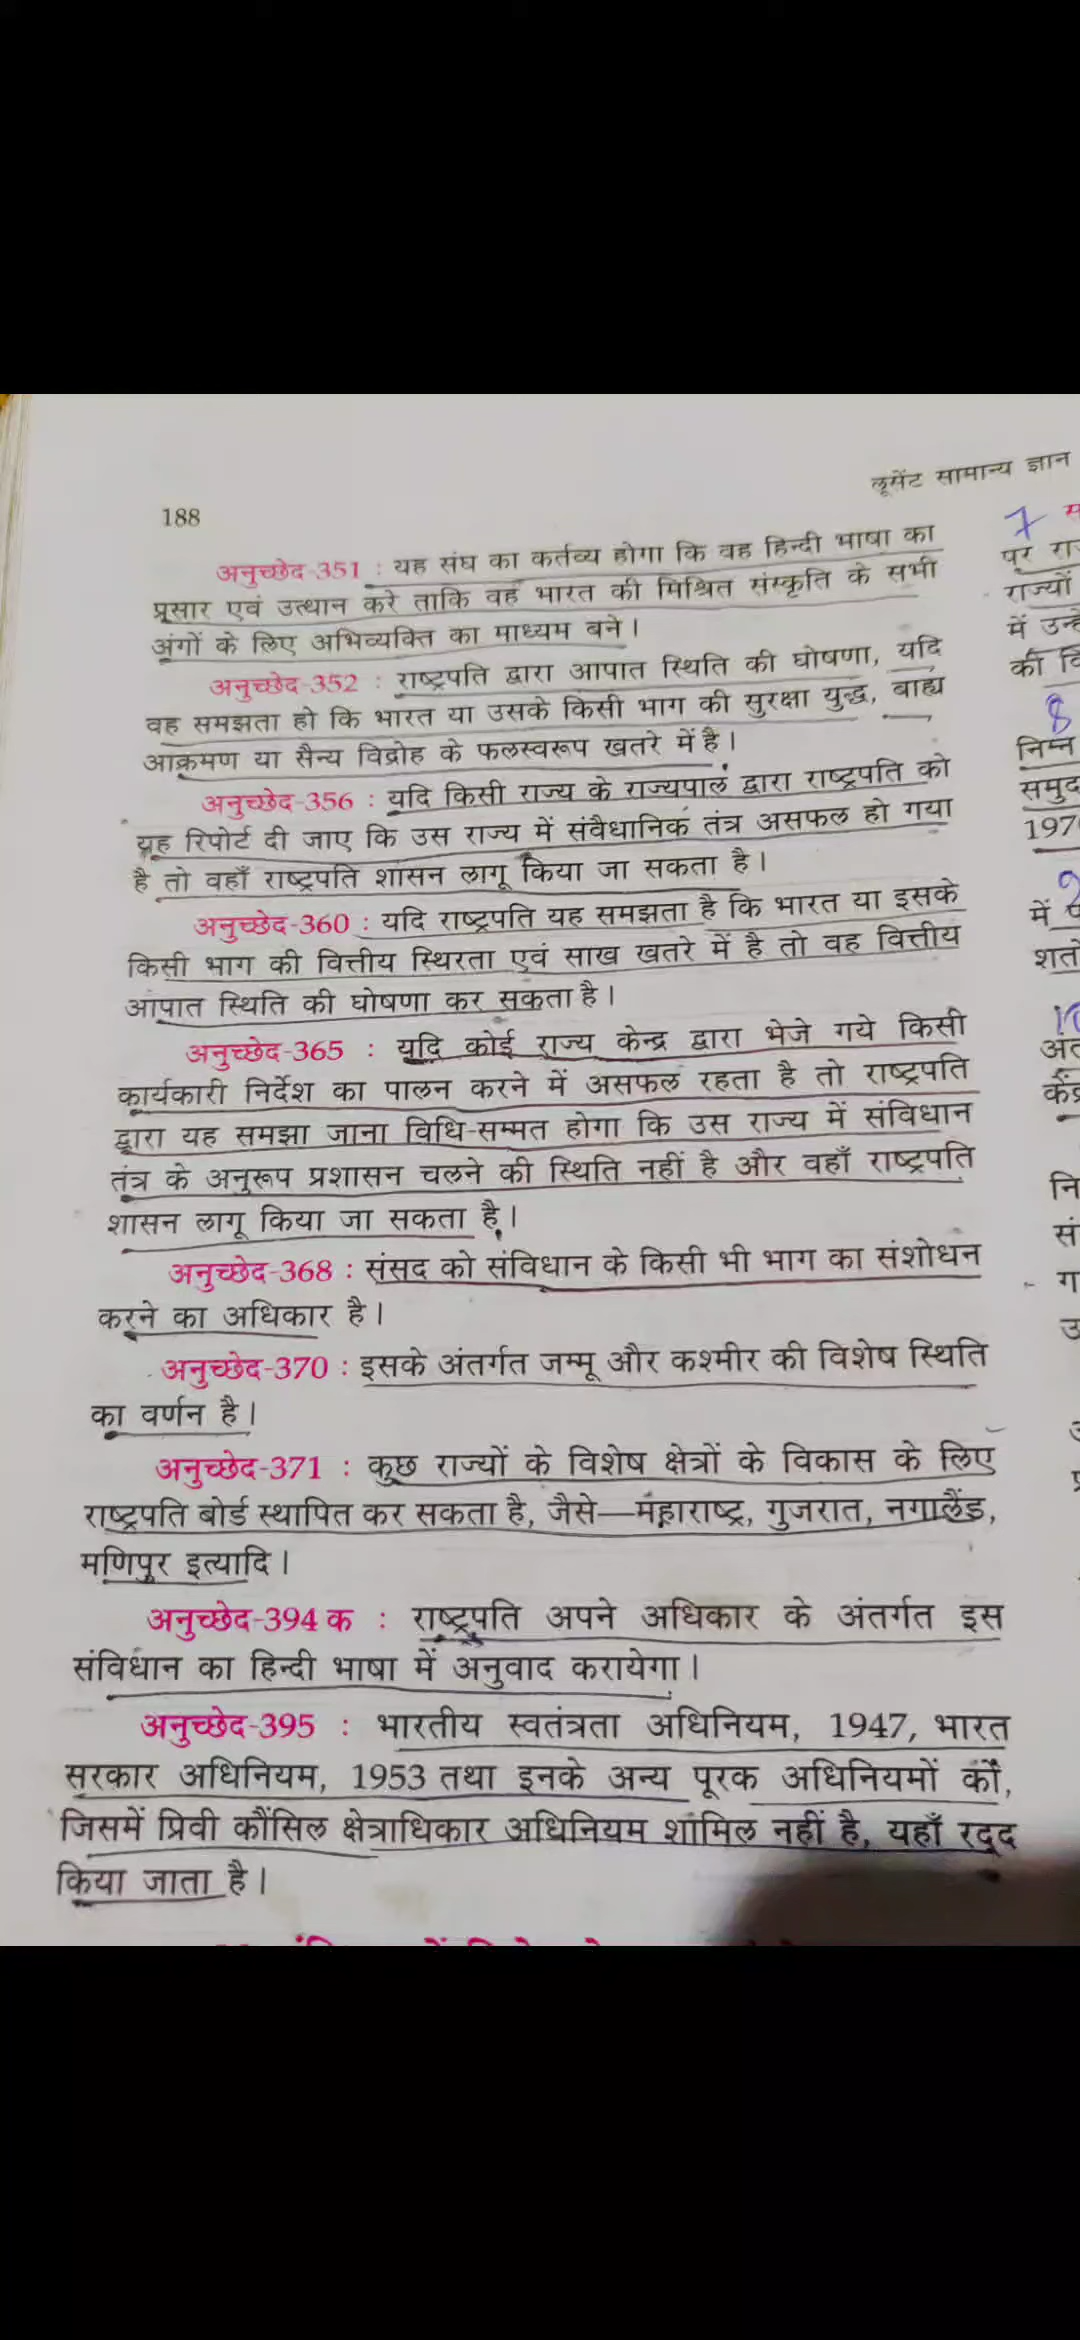 लूसेंट सामान्य ज्ञान
188
अनुच्छेद-351 : यह संघ का कर्तव्य होगा कि वह हिन्दी भाषा का
प्रसार एवं उत्थान करे ताकि वह भारत की मिश्रित संस्कृति के सभी
अंगों के लिए अभिव्यक्ति का माध्यम बने।
अनुच्छेद-352 : राष्ट्रपति द्वारा आपात स्थिति की घोषणा, यदि
वह समझता हो कि भारत या उसके किसी भाग की सुरक्षा युद्ध, बाह्य
आक्रमण या सैन्य विद्रोह के फलस्वरूप खतरे में है।
अनुच्छेद-356 : यदि किसी राज्य के राज्यपाल द्वारा राष्ट्रपति को
यह रिपोर्ट दी जाए कि उस राज्य में संवैधानिक तंत्र असफल हो गया
है तो वहाँ राष्ट्रपति शासन लागू किया जा सकता है।
अनुच्छेद-360 : यदि राष्ट्रपति यह समझता है कि भारत या इसके
किसी भाग की वित्तीय स्थिरता एवं साख खतरे में है तो वह वित्तीय
आपात स्थिति की घोषणा कर सकता है।
अनुच्छेद-365 : यदि कोई राज्य केन्द्र द्वारा भेजे गये किसी
कार्यकारी निर्देश का पालन करने में असफल रहता है तो राष्ट्रपति
द्वारा यह समझा जाना विधि-सम्मत होगा कि उस राज्य में संविधान
तंत्र के अनुरूप प्रशासन चलने की स्थिति नहीं है और वहाँ राष्ट्रपति
शासन लागू किया जा सकता है।
अनुच्छेद-368 : संसद को संविधान के किसी भी भाग का संशोधन
करने का अधिकार है।
अनुच्छेद-370 : इसके अंतर्गत जम्मू और कश्मीर की विशेष स्थिति
का वर्णन है।
अनुच्छेद-371 : कुछ राज्यों के विशेष क्षेत्रों के विकास के लिए
राष्ट्रपति बोर्ड स्थापित कर सकता है, जैसे—महाराष्ट्र, गुजरात, नगालैंड,
मणिपुर इत्यादि।
अनुच्छेद-394 क : राष्ट्रपति अपने अधिकार के अंतर्गत इस
संविधान का हिन्दी भाषा में अनुवाद करायेगा।
अनुच्छेद-395 : भारतीय स्वतंत्रता अधिनियम, 1947, भारत
सरकार अधिनियम, 1953 तथा इनके अन्य पूरक अधिनियमों को,
जिसमें प्रिवी कौंसिल क्षेत्राधिकार अधिनियम शामिल नहीं है, यहाँ रद्द
किया जाता है।
7
पर
राज्यों
में
की
8
निम्न
में